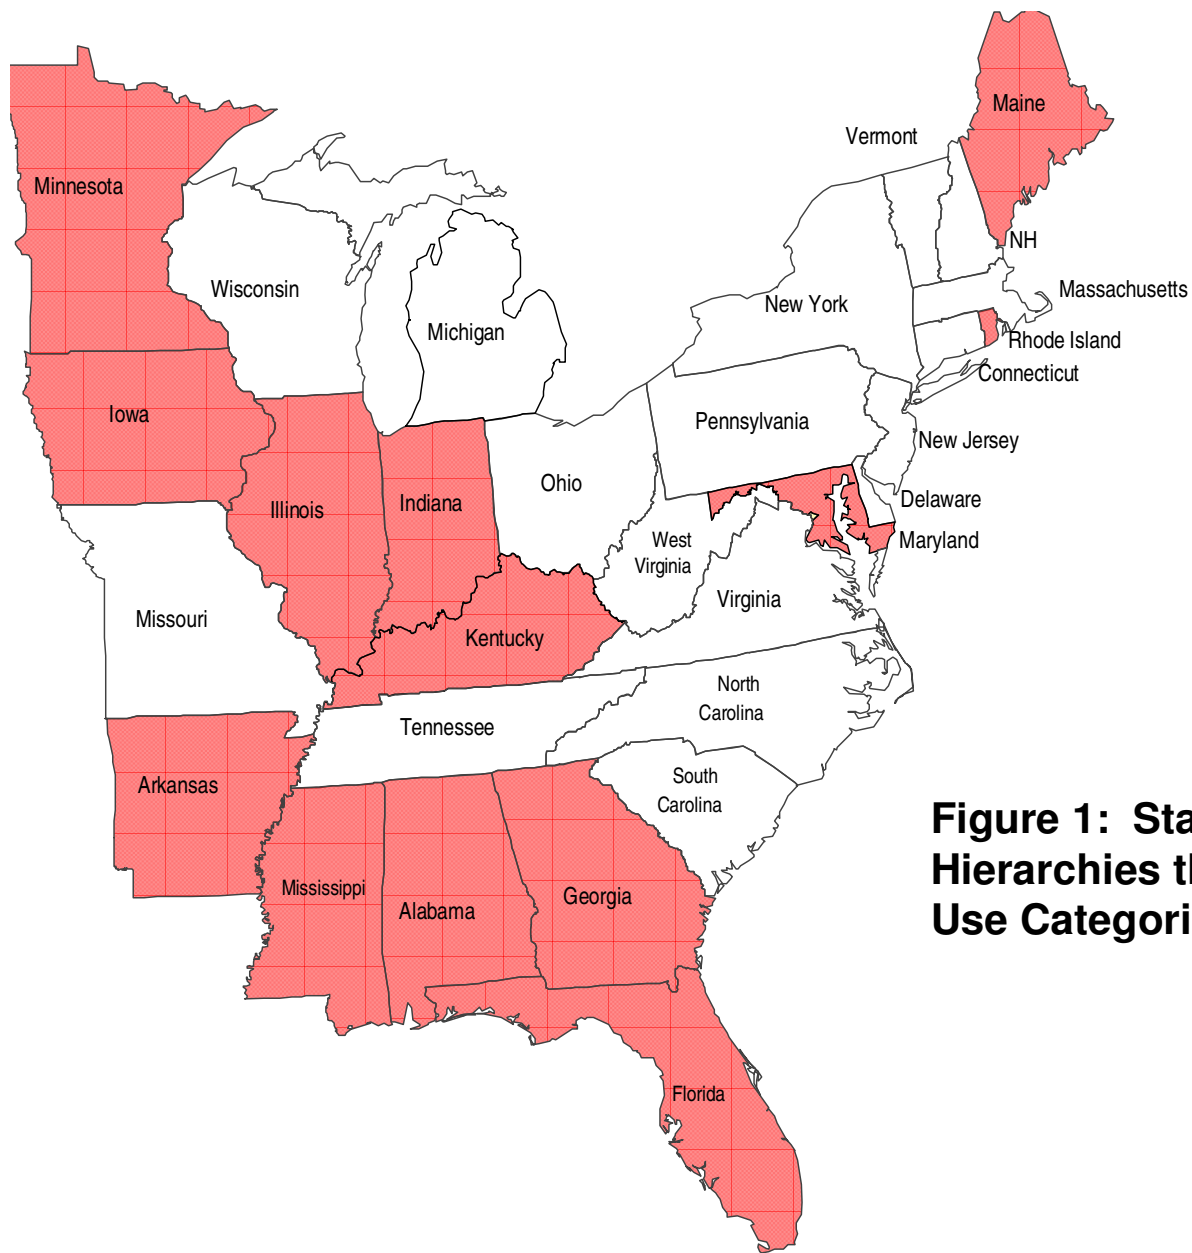 Maine
Vermont
Minnesota
NH
Wisconsin
Massachusetts
New York
Michigan
Rhode Island
Connecticut
Iowa
Pennsylvania
New Jersey
Ohio
Indiana
Illinois
Delaware
West
Virginia
Maryland
Virginia
Missouri
Kentucky
North
Carolina
Tennessee
South
Carolina
Arkansas
Figure 1: Sta
Hierarchies th
Use Categori
Mississippi
Georgia
Alabama
Florida